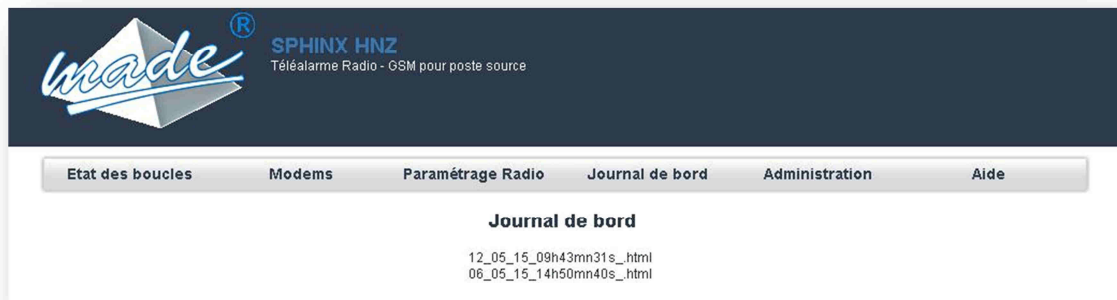 made®
SPHINX HNZ
Téléalarme Radio - GSM pour poste source
Etat des boucles Modems Paramétrage Radio Journal de bord Administration Aide
Journal de bord
12_05_15_09h43mn31s_.html
06_05_15_14h50mn40s_.html